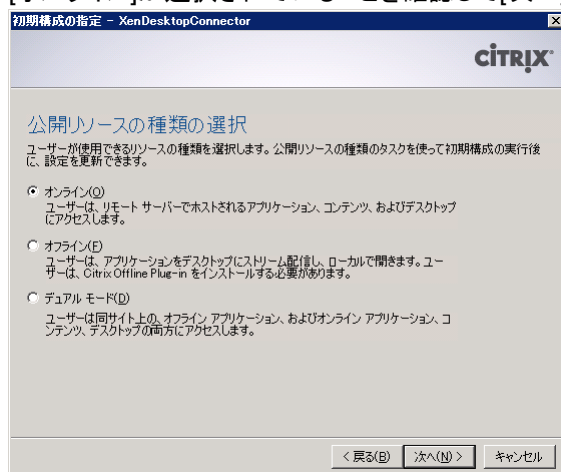 初期構成の指定 - XenDesktopConnector
CİTRIX
公開リソースの種類の選択
ユーザーが使用できるリソースの種類を選択します。公開リソースの種類のタスクを使って初期構成の実行後
に、設定を更新できます。
オンライン(O)
ユーザーは、リモート サーバーでホストされるアプリケーション、コンテンツ、およびデスクトップ
にアクセスします。
オフライン(F)
ユーザーは、アプリケーションをデスクトップにストリーム配信し、ローカルで開きます。ユー
ザーは、Citrix Offline Plug-in をインストールする必要があります。
デュアル モード(D)
ユーザーは同サイト上の、オフライン アプリケーション、およびオンライン アプリケーション、コ
ンテンツ、デスクトップの両方にアクセスします。
< 戻る(B) 次へ(N) > キャンセル